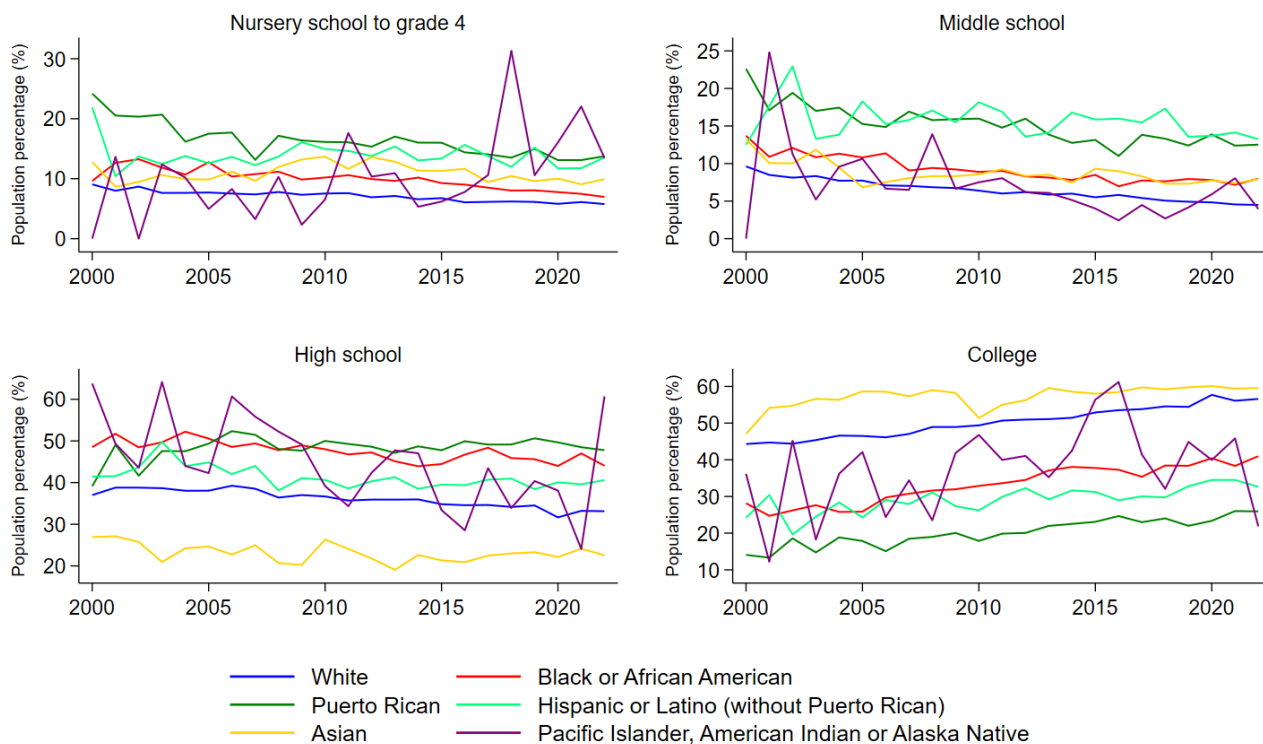 Nursery school to grade 4
Population percentage (%)
30
20
10
0
2000 2005 2010 2015 2020
Middle school
Population percentage (%)
25
20
15
10
5
0
2000 2005 2010 2015 2020
High school
Population percentage (%)
60
50
40
30
20
2000 2005 2010 2015 2020
College
Population percentage (%)
60
50
40
30
20
10
2000 2005 2010 2015 2020
White
Black or African American
Puerto Rican
Hispanic or Latino (without Puerto Rican)
Asian
Pacific Islander, American Indian or Alaska Native